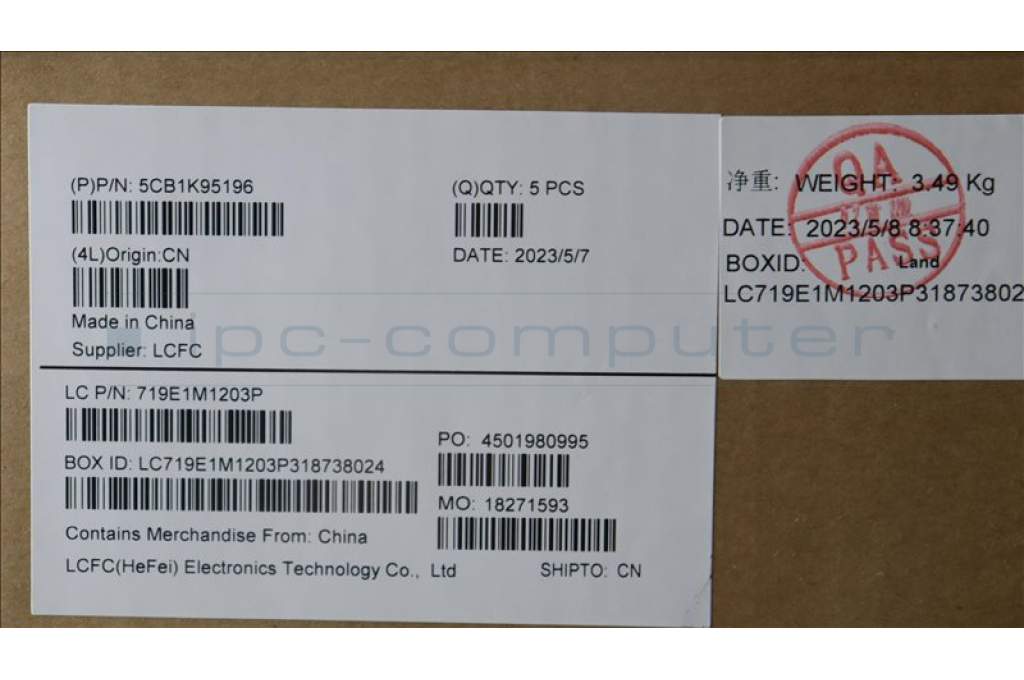 (P)P/N: 5CB1K95196
(Q)QTY: 5 PCS
(4L)Origin:CN
DATE: 2023/5/7
Made in China
Supplier: LCFC
LC P/N: 719E1M1203P
PO: 4501980995
BOX ID: LC719E1M1203P318738024
MO: 18271593
Contains Merchandise From: China
LCFC(HeFei) Electronics Technology Co., Ltd
SHIPTO: CN
净重: WEIGHT: 3.49 Kg
DATE: 2023/5/8 8:37:40
BOXID: Land
LC719E1M1203P31873802
QA
PASS
ipc-computer